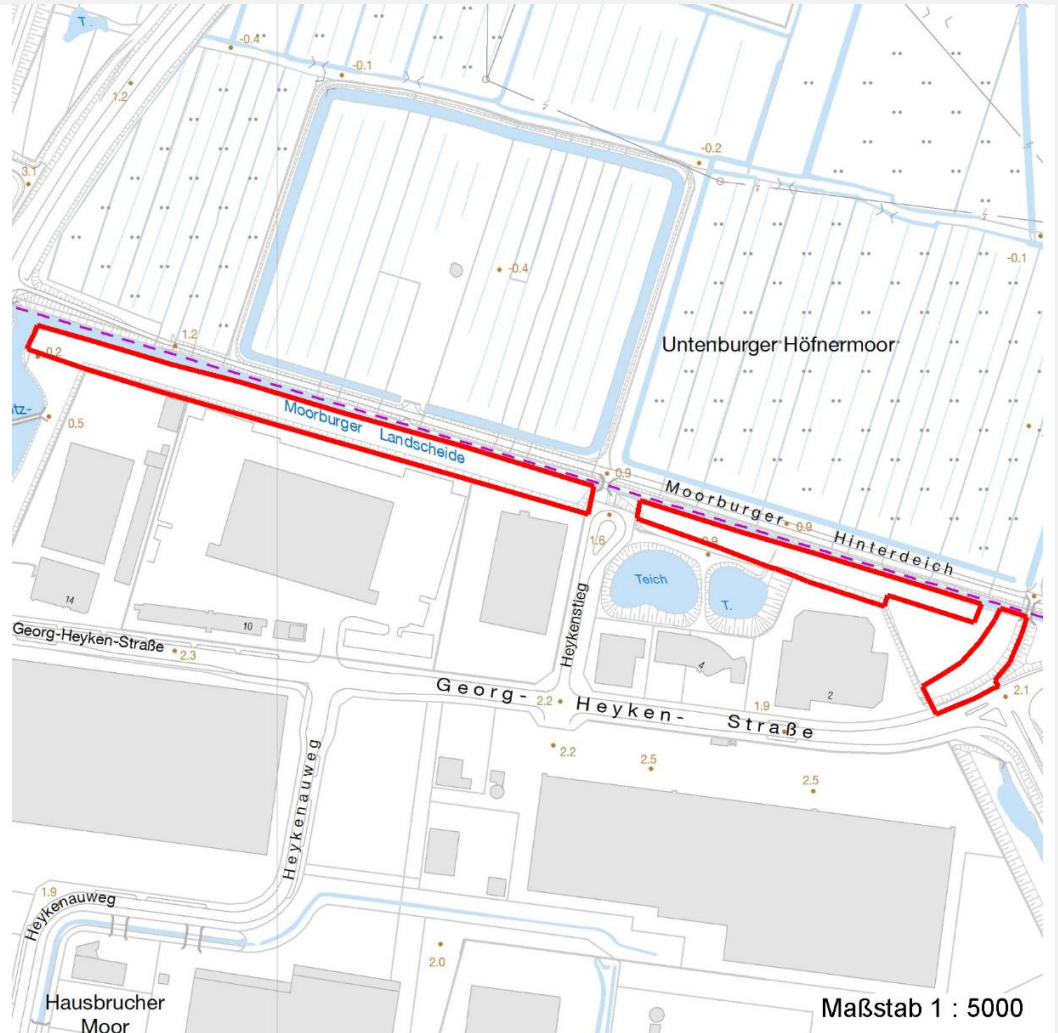 T.
-0.4
-0.1
1.2
-0.2
3.1
-0.4
-0.1
1.2
Untenburger Höfnermoor
0.2
tz-
0.5
Moorburger Landscheide
0.9
Moorburger Hinterdeich
0.9
1.6
0.9
Teich
T.
14
10
Heykenstieg
4
2
Georg-Heyken-Straße
2.3
Georg- Heyken- Straße
2.2
1.9
2.1
2.2
2.5
2.5
Heykenauweg
1.9
Heykenauweg
2.0
Hausbrucher
Moor
Maßstab 1 : 5000